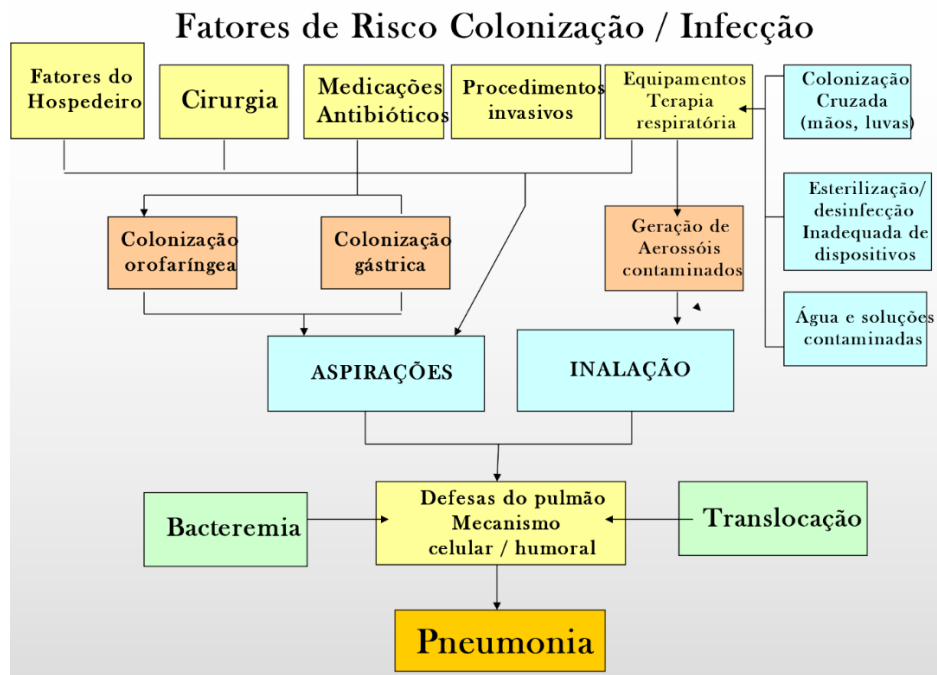 Fatores de Risco Colonização / Infecção
Fatores do
Hospedeiro
Cirurgia
Medicações
Antibióticos
Procedimentos
invasivos
Equipamentos
Terapia
respiratória
Colonização
Cruzada
(mãos, luvas)
Esterilização/
desinfecção
Inadequada de
dispositivos
Água e soluções
contaminadas
Colonização
orofaríngea
Colonização
gástrica
Geração de
Aerossóis
contaminados
ASPIRAÇÕES
INALAÇÃO
Bacteremia
Defesas do pulmão
Mecanismo
celular / humoral
Translocação
Pneumonia